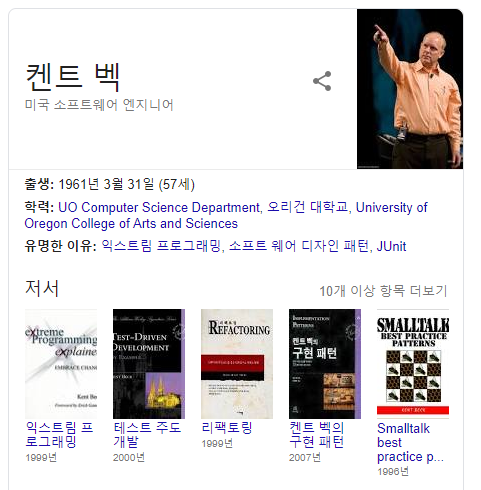 켄트 벡
미국 소프트웨어 엔지니어
출생: 1961년 3월 31일 (57세)
학력: UO Computer Science Department, 오리건 대학교, University of
Oregon College of Arts and Sciences
유명한 이유: 익스트림 프로그래밍, 소프트 웨어 디자인 패턴, JUnit
저서
10개 이상 항목 더보기
extreme
Programming
explained
EMBRACE CHANGE
Kent Be
TEST-DRIVEN
DEVELOPMENT
BY EXAMPLE
KENT BECK
REFACTORING
IMPLEMENTATION
PATTERNS
켄트 벡의
구현 패턴
SMALLTALK
BEST PRACTICE
PATTERNS
KENT BECK
익스트림 프
로그래밍
1999년
테스트 주도
개발
2000년
리팩토링
1999년
켄트 벡의
구현 패턴
2007년
Smalltalk
best
practice p...
1996년